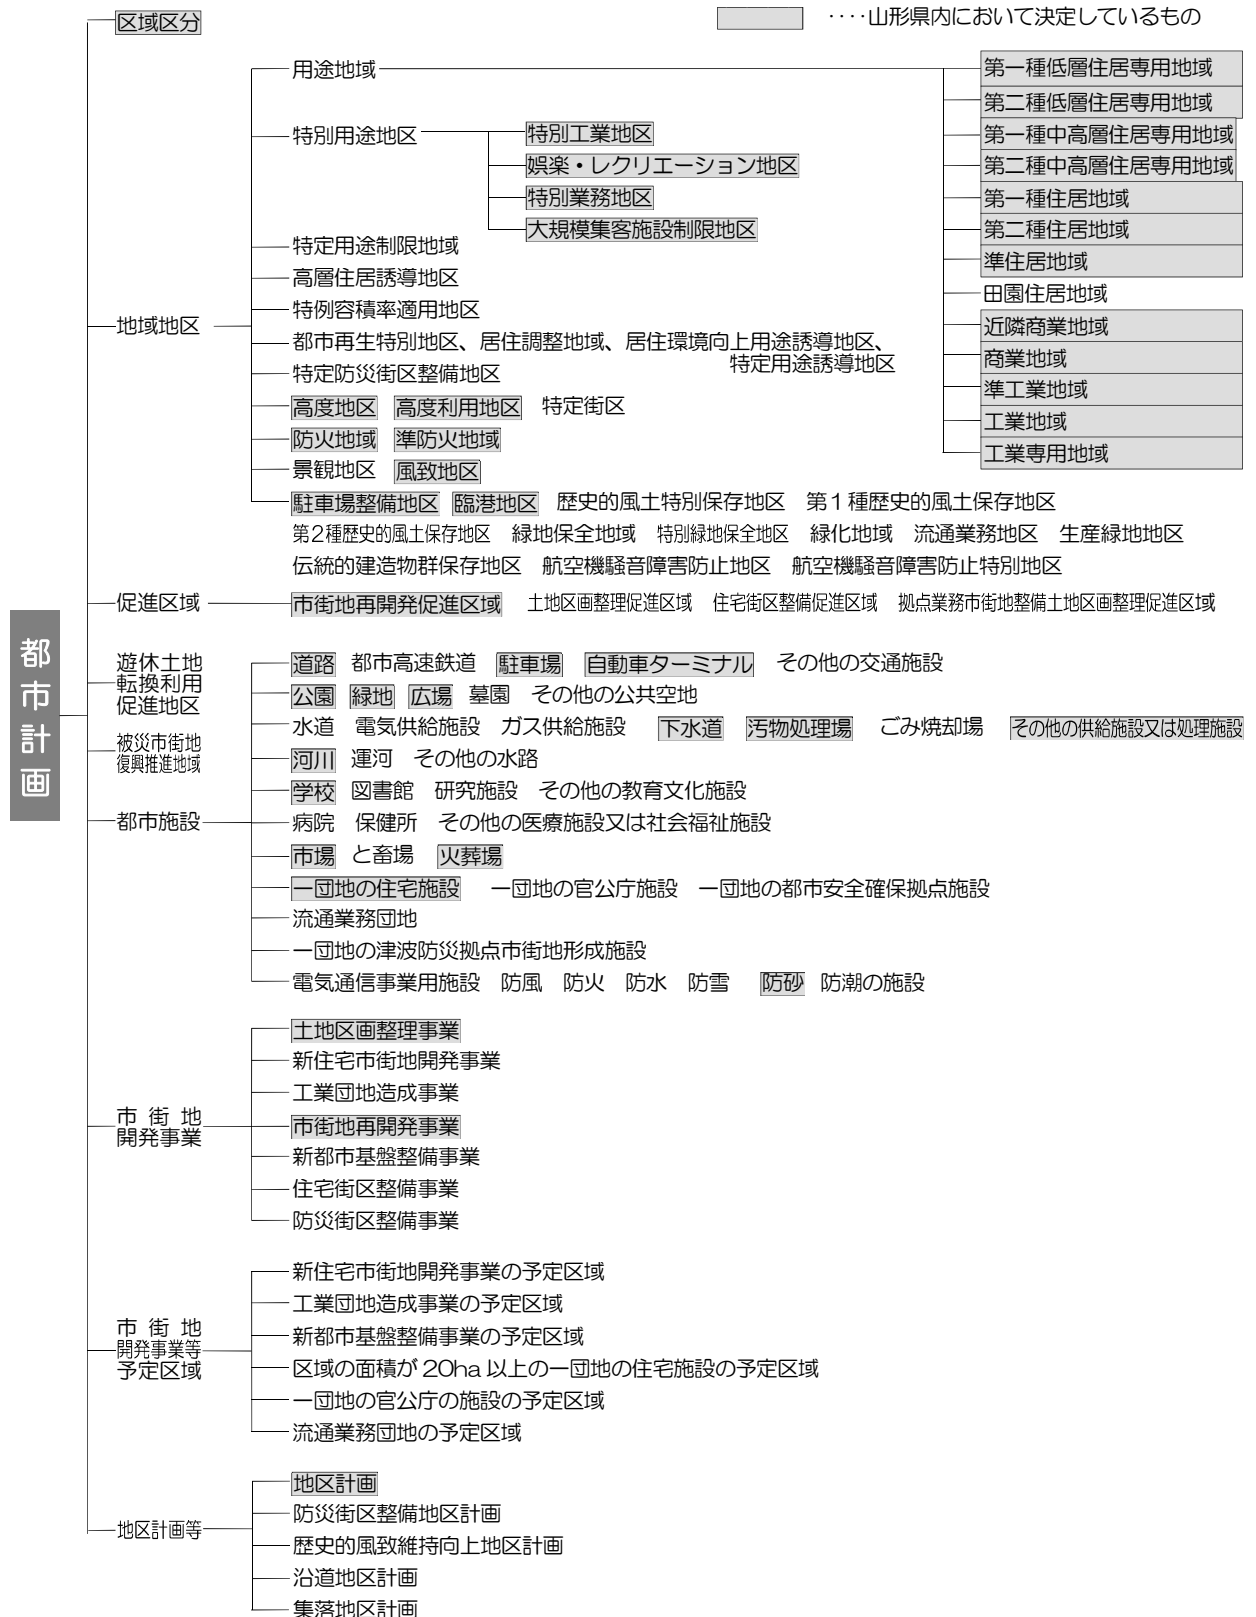 区域区分
‥‥山形県内において決定しているもの
用途地域
第一種低層住居専用地域
第二種低層住居専用地域
第一種中高層住居専用地域
第二種中高層住居専用地域
第一種住居地域
第二種住居地域
準住居地域
田園住居地域
近隣商業地域
商業地域
準工業地域
工業地域
工業専用地域
特別用途地区
特別工業地区
娯楽・レクリエーション地区
特別業務地区
大規模集客施設制限地区
特定用途制限地域
高層住居誘導地区
特例容積率適用地区
地域地区
都市再生特別地区、居住調整地域、居住環境向上用途誘導地区、
特定用途誘導地区
特定防災街区整備地区
高度地区 高度利用地区 特定街区
防火地域 準防火地域
景観地区 風致地区
駐車場整備地区 臨港地区 歴史的風土特別保存地区 第1種歴史的風土保存地区
第2種歴史的風土保存地区 緑地保全地域 特別緑地保全地区 緑化地域 流通業務地区 生産緑地地区
伝統的建造物群保存地区 航空機騒音障害防止地区 航空機騒音障害防止特別地区
促進区域
市街地再開発促進区域 土地区画整理促進区域 住宅街区整備促進区域 拠点業務市街地整備土地区画整理促進区域
都市計画
遊休土地
転換利用
促進地区
被災市街地
復興推進地域
都市施設
道路 都市高速鉄道 駐車場 自動車ターミナル その他の交通施設
公園 緑地 広場 墓園 その他の公共空地
水道 電気供給施設 ガス供給施設 下水道 汚物処理場 ごみ焼却場 その他の供給施設又は処理施設
河川 運河 その他の水路
学校 図書館 研究施設 その他の教育文化施設
病院 保健所 その他の医療施設又は社会福祉施設
市場 と畜場 火葬場
一団地の住宅施設 一団地の官公庁施設 一団地の都市安全確保拠点施設
流通業務団地
一団地の津波防災拠点市街地形成施設
電気通信事業用施設 防風 防火 防水 防雪 防砂 防潮の施設
市街地
開発事業
土地区画整理事業
新住宅市街地開発事業
工業団地造成事業
市街地再開発事業
新都市基盤整備事業
住宅街区整備事業
防災街区整備事業
市街地
開発事業等
予定区域
新住宅市街地開発事業の予定区域
工業団地造成事業の予定区域
新都市基盤整備事業の予定区域
区域の面積が20ha以上の一団地の住宅施設の予定区域
一団地の官公庁の施設の予定区域
流通業務団地の予定区域
地区計画等
地区計画
防災街区整備地区計画
歴史的風致維持向上地区計画
沿道地区計画
集落地区計画